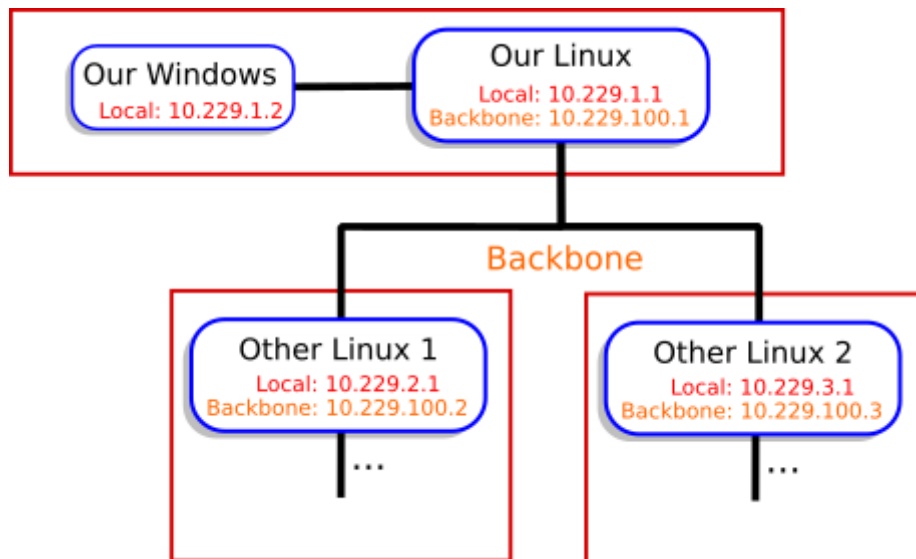 Our Windows
Local: 10.229.1.2
Our Linux
Local: 10.229.1.1
Backbone: 10.229.100.1
Backbone
Other Linux 1
Local: 10.229.2.1
Backbone: 10.229.100.2
...
Other Linux 2
Local: 10.229.3.1
Backbone: 10.229.100.3
...